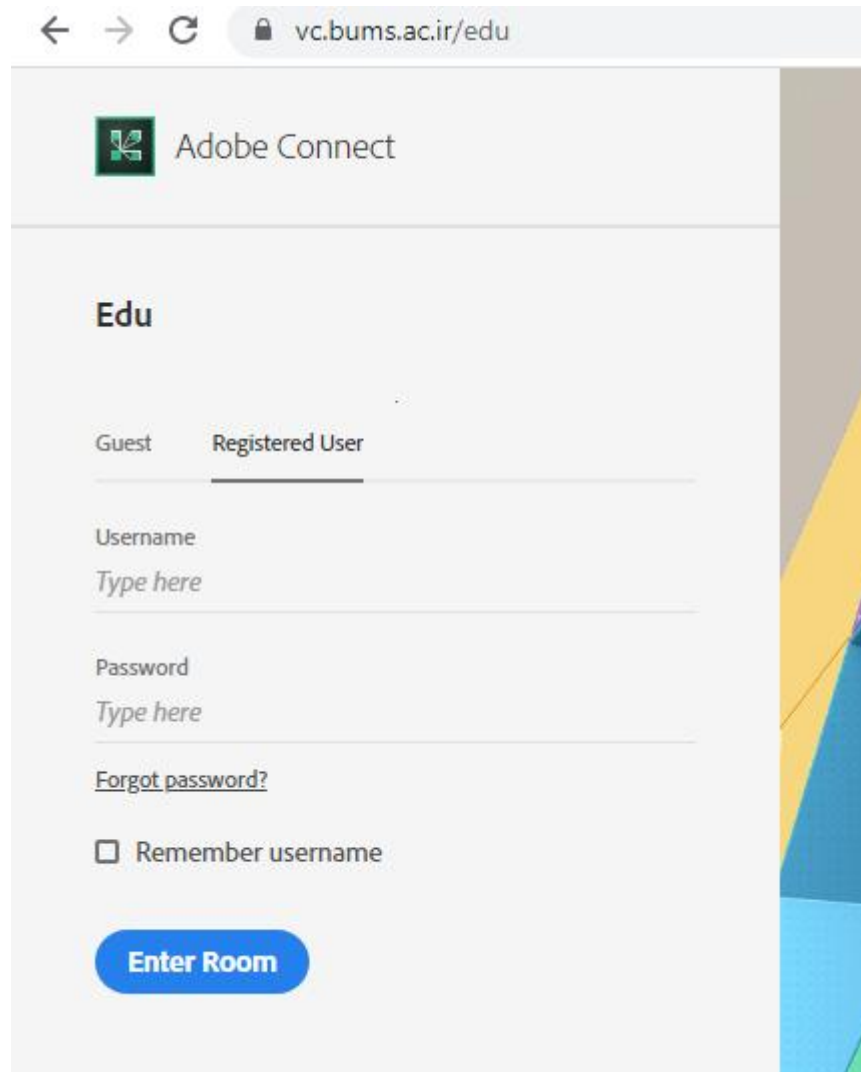 vc.bums.ac.ir/edu
Adobe Connect
Edu
Guest Registered User
Username
Type here
Password
Type here
Forgot password?
Remember username
Enter Room